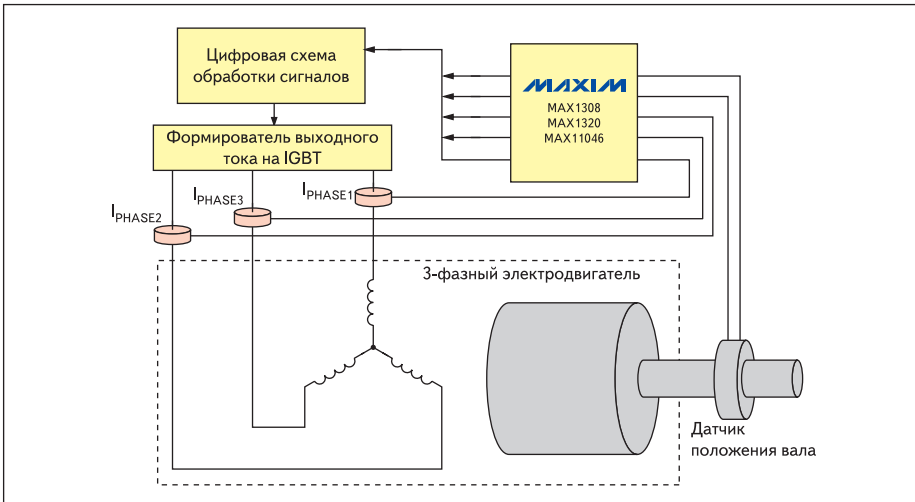 Цифровая схема
обработки сигналов
MAXIM
MAX1308
MAX1320
MAX11046
Формирователь выходного
тока на IGBT
IPHASE1
IPHASE3
IPHASE2
3-фазный электродвигатель
Датчик
положения вала